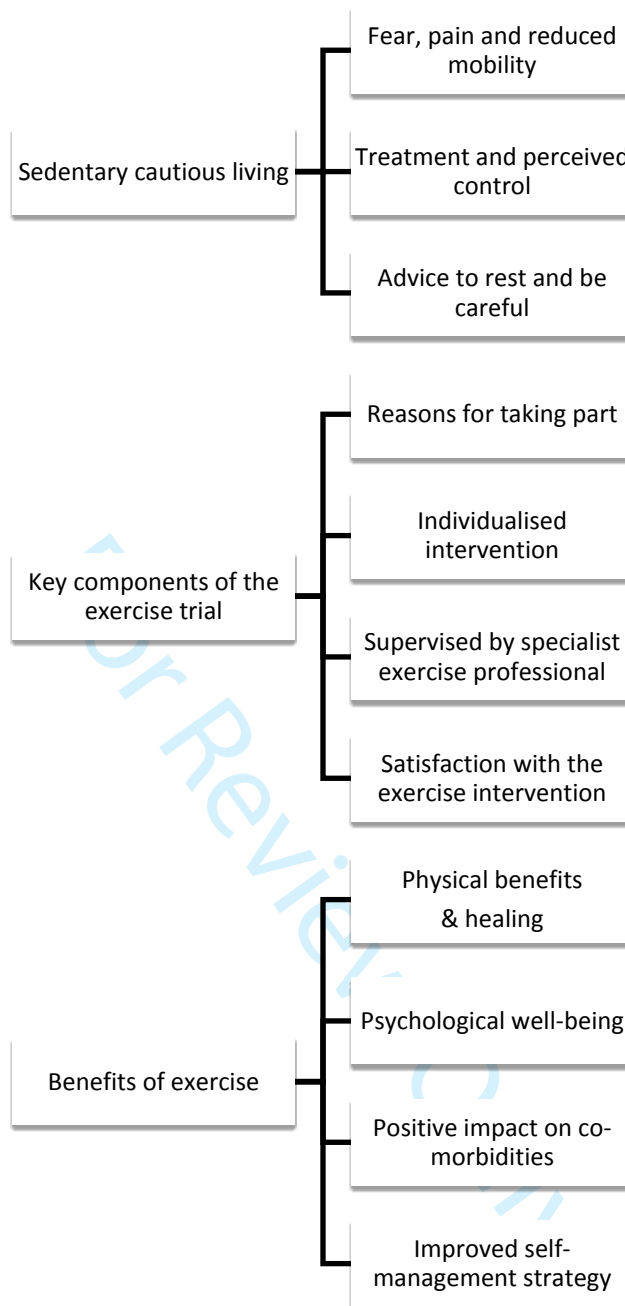 Fear, pain and reduced
mobility
Sedentary cautious living
Treatment and perceived
control
Advice to rest and be
careful
Reasons for taking part
Individualised
intervention
Key components of the
exercise trial
Supervised by specialist
exercise professional
Satisfaction with the
exercise intervention
Physical benefits
& healing
Psychological well-being
Benefits of exercise
Positive impact on co-
morbidities
Improved self-
management strategy
or Review